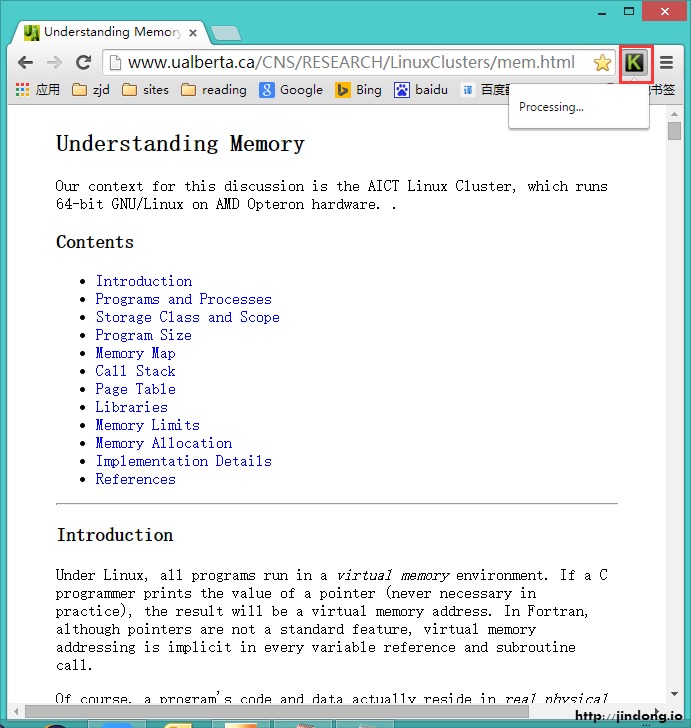 Understanding Memory
www.ualberta.ca/CNS/RESEARCH/LinuxClusters/mem.html
应用 zjd sites reading Google Bing baidu 百度 书签
Processing...
Understanding Memory
Our context for this discussion is the AICT Linux Cluster, which runs
64-bit GNU/Linux on AMD Opteron hardware. .
Contents
Introduction
Programs and Processes
Storage Class and Scope
Program Size
Memory Map
Call Stack
Page Table
Libraries
Memory Limits
Memory Allocation
Implementation Details
References
Introduction
Under Linux, all programs run in a virtual memory environment. If a C
programmer prints the value of a pointer (never necessary in
practice), the result will be a virtual memory address. In Fortran,
although pointers are not a standard feature, virtual memory
addressing is implicit in every variable reference and subroutine
call.
Of course, a program's code and data actually reside in real physical
http://jindong.io